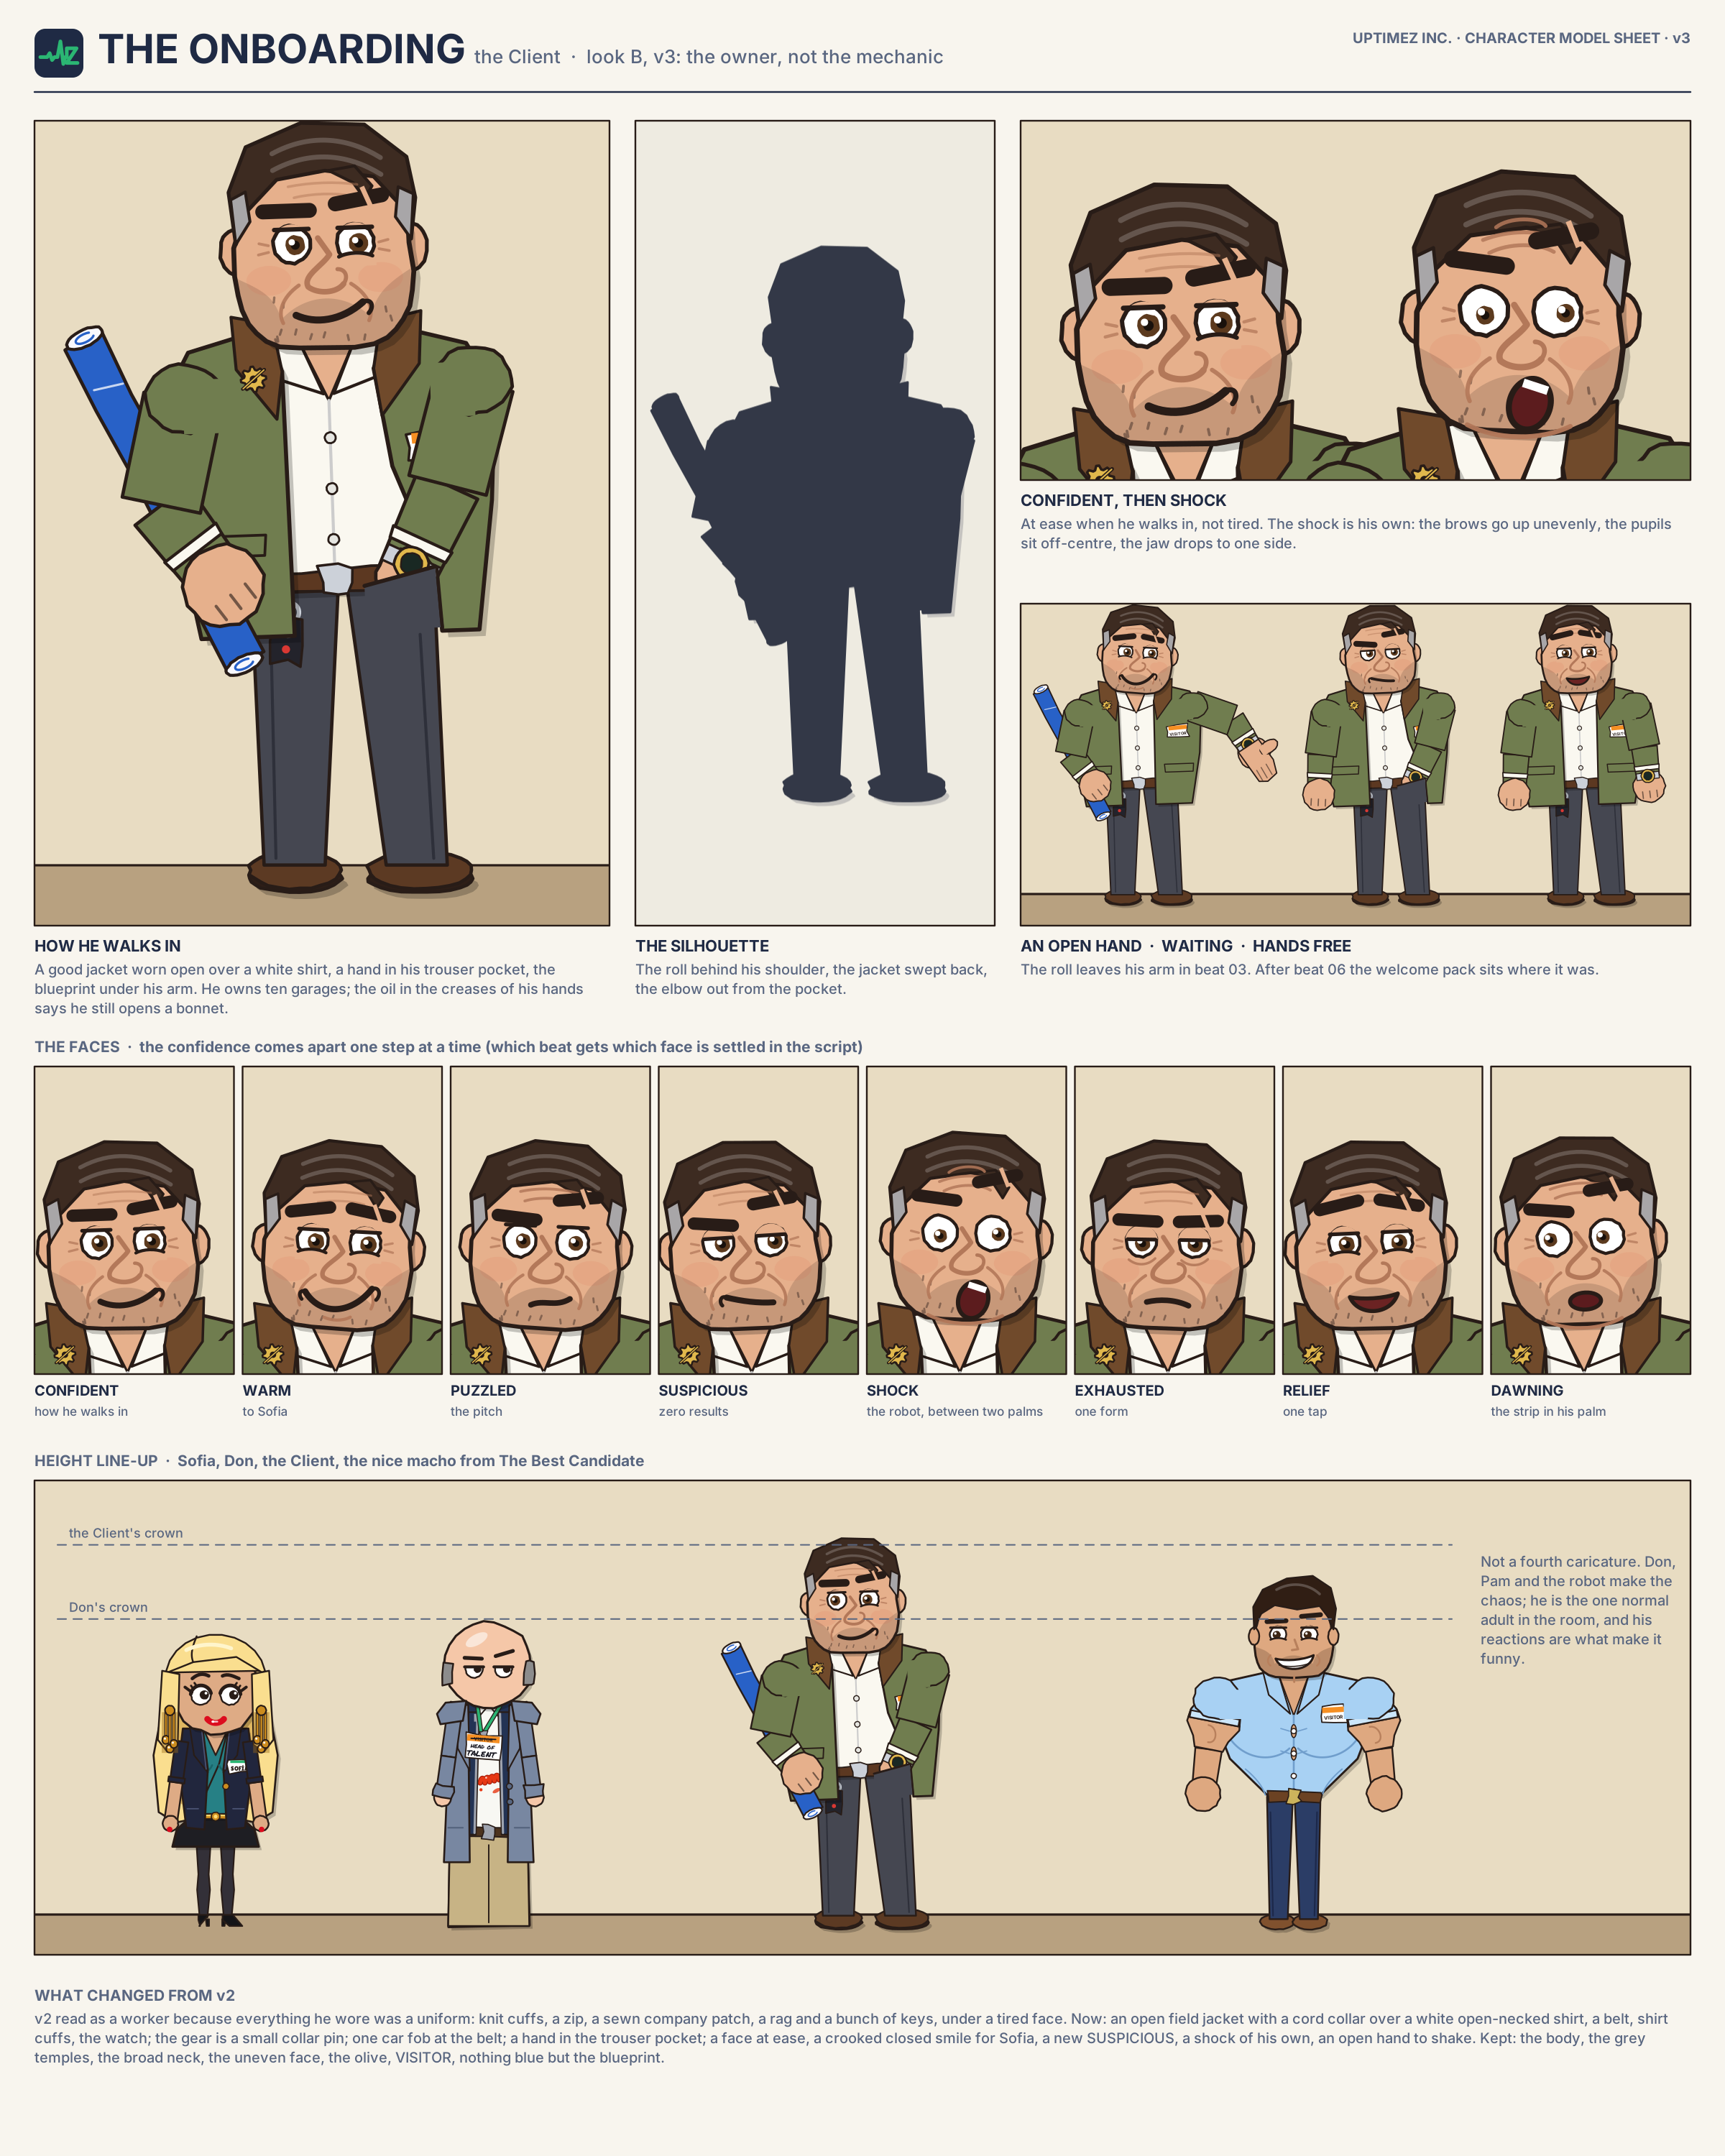 THE ONBOARDING the Client · look B, v3: the owner, not the mechanic
UPTIMEZ INC. · CHARACTER MODEL SHEET · v3
CONFIDENT, THEN SHOCK
At ease when he walks in, not tired. The shock is his own: the brows go up unevenly, the pupils
sit off-centre, the jaw drops to one side.
VISITOR
HOW HE WALKS IN
A good jacket worn open over a white shirt, a hand in his trouser pocket, the
blueprint under his arm. He owns ten garages; the oil in the creases of his hands
says he still opens a bonnet.
THE SILHOUETTE
The roll behind his shoulder, the jacket swept back,
the elbow out from the pocket.
AN OPEN HAND · WAITING · HANDS FREE
The roll leaves his arm in beat 03. After beat 06 the welcome pack sits where it was.
THE FACES · the confidence comes apart one step at a time (which beat gets which face is settled in the script)
CONFIDENT
how he walks in
WARM
to Sofia
PUZZLED
the pitch
SUSPICIOUS
zero results
SHOCK
the robot, between two palms
EXHAUSTED
one form
RELIEF
one tap
DAWNING
the strip in his palm
HEIGHT LINE-UP · Sofia, Don, the Client, the nice macho from The Best Candidate
the Client's crown
Don's crown
Not a fourth caricature. Don,
Pam and the robot make the
chaos; he is the one normal
adult in the room, and his
reactions are what make it
funny.
SOFI
HEAD OF
TALENT
VISITOR
WHAT CHANGED FROM v2
v2 read as a worker because everything he wore was a uniform: knit cuffs, a zip, a sewn company patch, a rag and a bunch of keys, under a tired face. Now: an open field jacket with a cord collar over a white open-necked shirt, a belt, shirt
cuffs, the watch; the gear is a small collar pin; one car fob at the belt; a hand in the trouser pocket; a face at ease, a crooked closed smile for Sofia, a new SUSPICIOUS, a shock of his own, an open hand to shake. Kept: the body, the grey
temples, the broad neck, the uneven face, the olive, VISITOR, nothing blue but the blueprint.